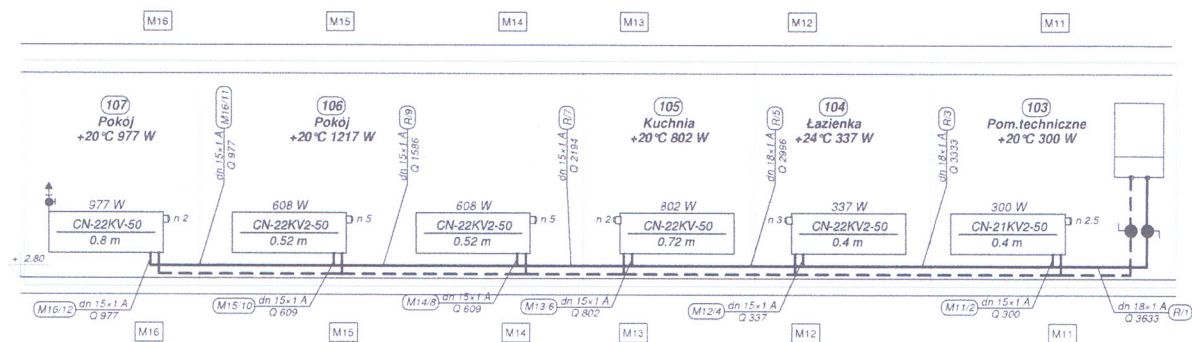 M16 M15 M14 M13 M12 M11
107
Pokój
+20°C 977 W
M16/11
dn 15×1 A
Q 977
106
Pokój
+20°C 1217 W
R/9
dn 15×1 A
Q 1586
R/7
dn 15×1 A
Q 2194
105
Kuchnia
+20°C 802 W
R/5
dn 18×1 A
Q 2996
104
Łazienka
+24°C 337 W
R/3
dn 18×1 A
Q 3333
103
Pom.techniczne
+20°C 300 W
977 W
CN-22KV-50
0.8 m
n 2
608 W
CN-22KV2-50
0.52 m
n 5
608 W
CN-22KV2-50
0.52 m
n 5
n 2
802 W
CN-22KV2-50
0.72 m
n 3
337 W
CN-22KV2-50
0.4 m
300 W
CN-21KV2-50
0.4 m
n 2.5
+ 2.80
M16/12 dn 15×1 A
Q 977
M15/10 dn 15×1 A
Q 609
M14/8 dn 15×1 A
Q 609
M13/6 dn 15×1 A
Q 802
M12/4 dn 15×1 A
Q 337
M11/2 dn 15×1 A
Q 300
dn 18×1 A R/1
Q 3633
M16 M15 M14 M13 M12 M11